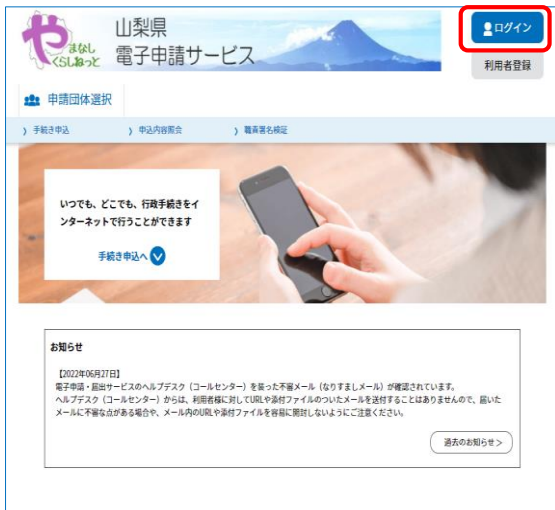 やまなし
くらしねっと
山梨県
電子申請サービス
ログイン
利用者登録
申請団体選択
手続き申込
申込内容照会
職責署名検証
いつでも、どこでも、行政手続きをイ
ンターネットで行うことができます
手続き申込へ
お知らせ
【2022年06月27日】
電子申請・届出サービスのヘルプデスク（コールセンター）を装った不審メール（なりすましメール）が確認されています。
ヘルプデスク（コールセンター）からは、利用者様に対してURLや添付ファイルのついたメールを送付することはありませんので、届いた
メールに不審な点がある場合や、メール内のURLや添付ファイルを容易に開封しないようにご注意ください。
過去のお知らせ＞